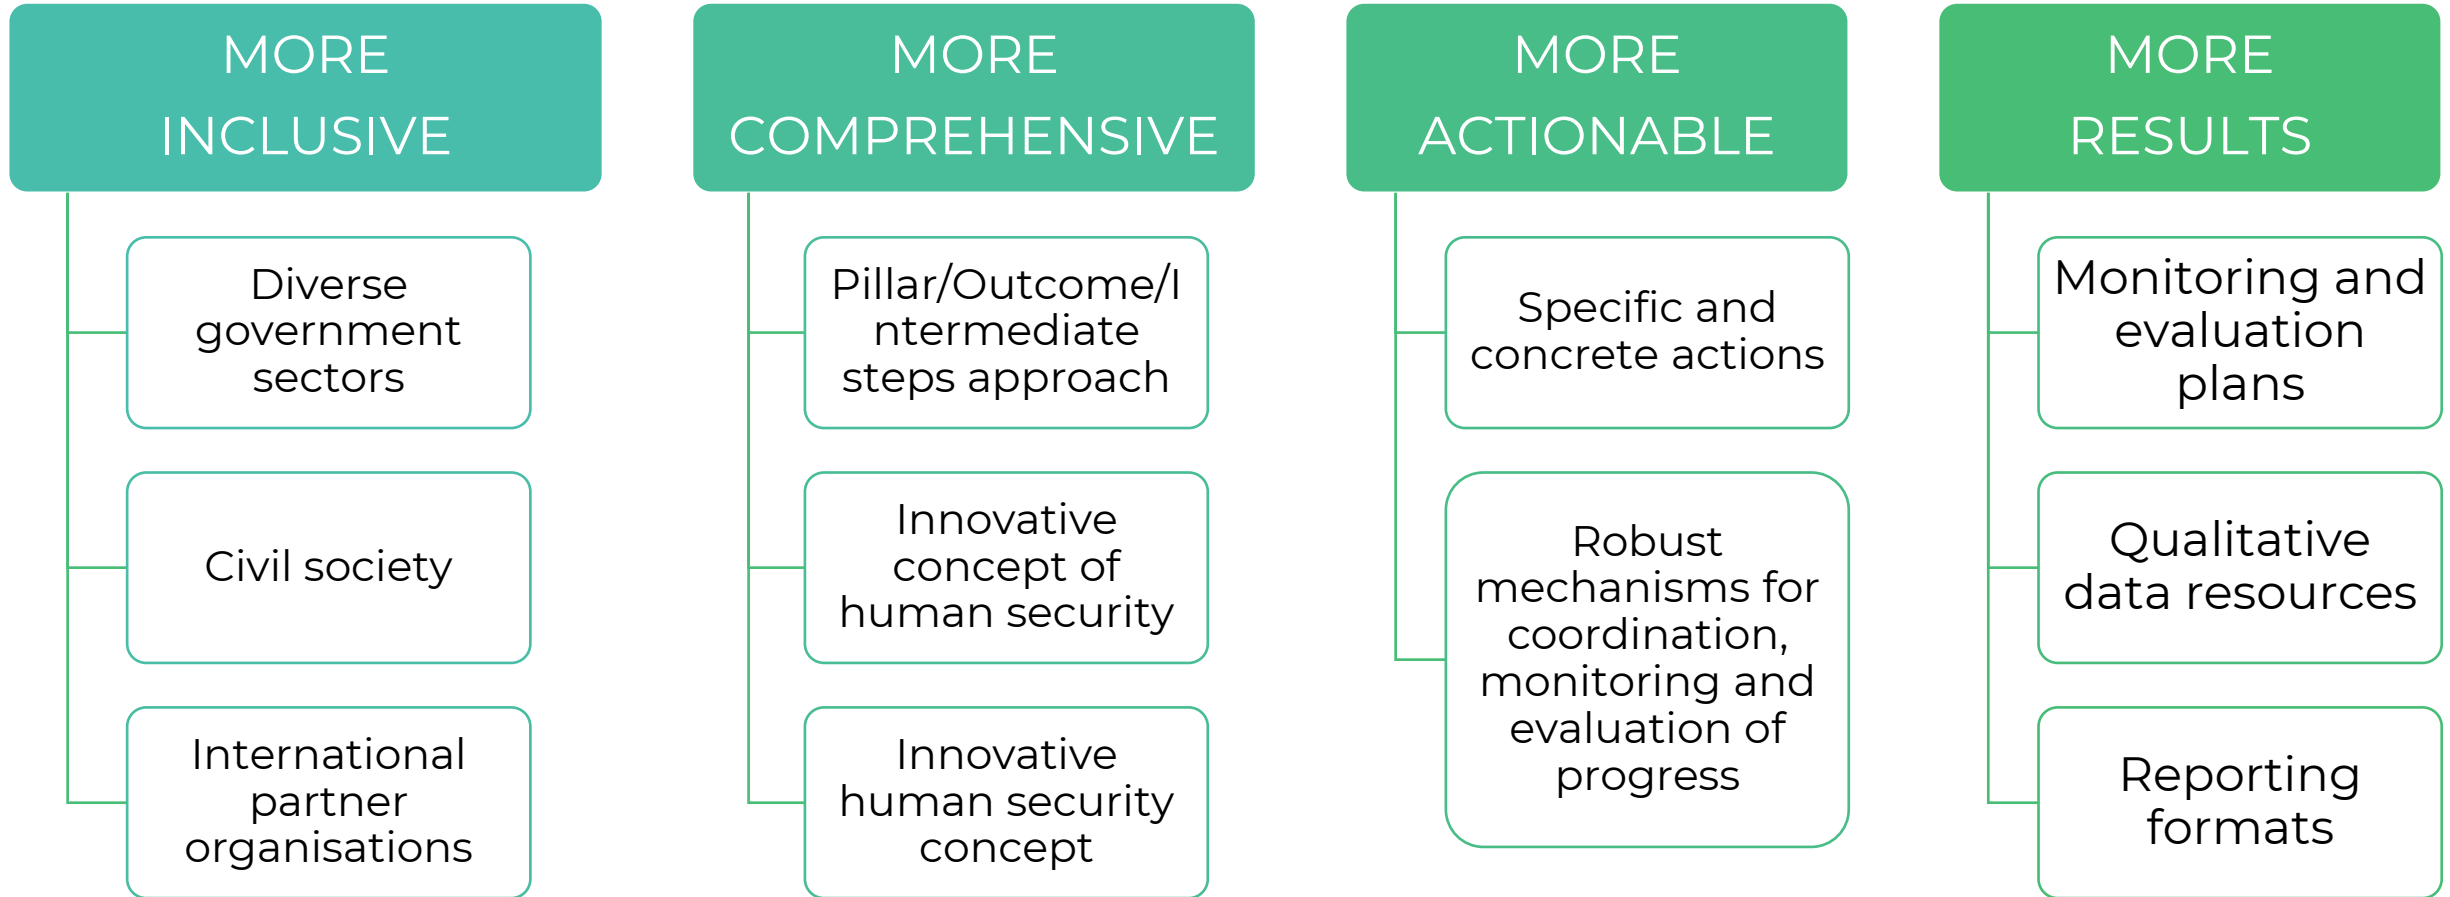 MORE
INCLUSIVE
Diverse
government
sectors
Civil society
International
partner
organisations
MORE
COMPREHENSIVE
Pillar/Outcome/I
ntermediate
steps approach
Innovative
concept of
human security
Innovative
human security
concept
MORE
ACTIONABLE
Specific and
concrete actions
Robust
mechanisms for
coordination,
monitoring and
evaluation of
progress
MORE
RESULTS
Monitoring and
evaluation
plans
Qualitative
data resources
Reporting
formats